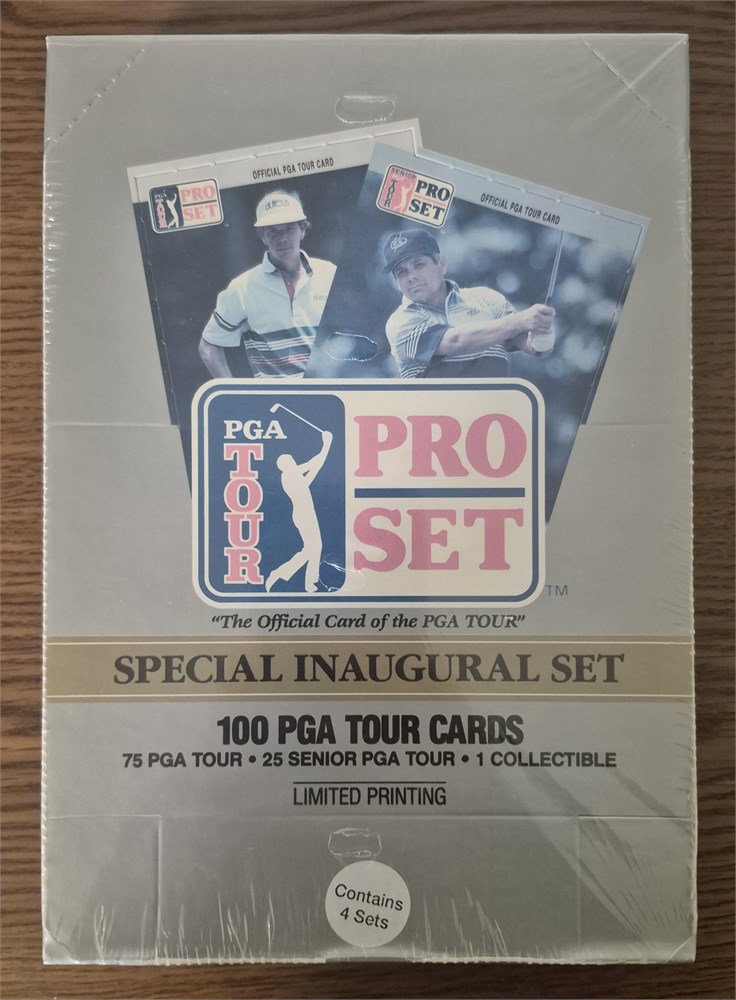 OFFICIAL PGA TOUR CARD
PGA TOUR PRO SET
SENIOR TOUR PRO SET
OFFICIAL PGA TOUR CARD
PGA
TOUR
PRO
SET
TM
"The Official Card of the PGA TOUR"
SPECIAL INAUGURAL SET
100 PGA TOUR CARDS
75 PGA TOUR • 25 SENIOR PGA TOUR • 1 COLLECTIBLE
LIMITED PRINTING
Contains
4 Sets